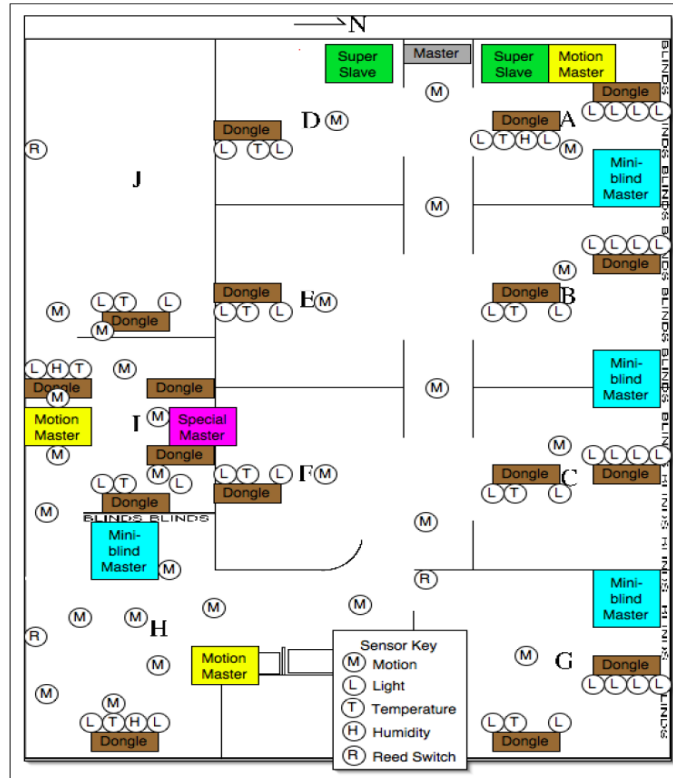 N
Super
Slave
Master
Super
Slave
Motion
Master
Dongle
L L L L
M
Dongle
D
M
Dongle
A
L T L
L T H L
M
R
J
Mini-
blind
Master
M
L L L L
Dongle
M
L T L
Dongle
Dongle
E
M
Dongle
B
M
L T L
L T L
M
L H T
M
Dongle
Dongle
M
M
Mini-
blind
Master
Motion
Master
I
M
Special
Master
M
Dongle
M
L L L L
L T L
M
Dongle
L T L
F
M
Dongle
C
Dongle
Dongle
L T L
M
BLINDS BLINDS
Mini-
blind
Master
M
M
R
Mini-
blind
Master
M
M
M
M
H
R
Motion
Master
M
M
G
Dongle
L L L L
M
M
L T H L
Dongle
L T L
Dongle
Sensor Key
M Motion
L Light
T Temperature
H Humidity
R Reed Switch
BLINDS BLINDS BLINDS BLINDS BLINDS BLINDS BLINDS